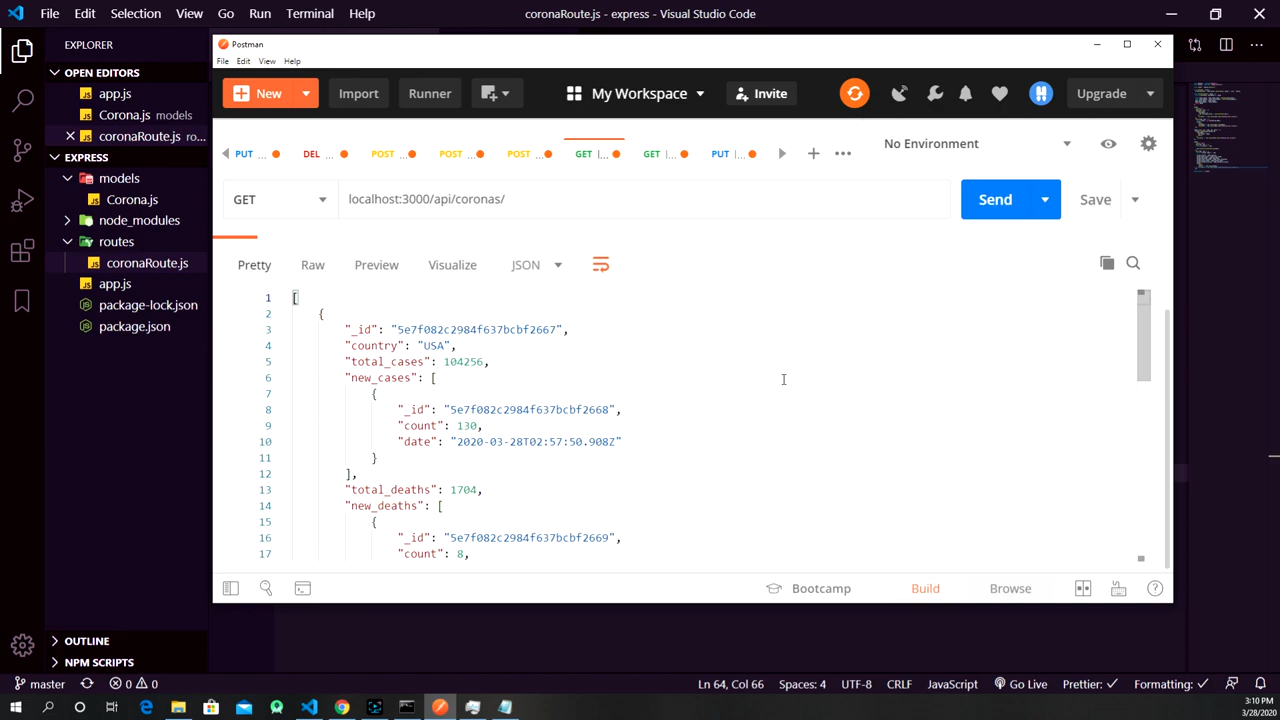 File Edit Selection View Go Run Terminal Help
coronaRoute.js - express - Visual Studio Code
EXPLORER
OPEN EDITORS
app.js
Corona.js models
coronaRoute.js ro...
EXPRESS
models
Corona.js
node_modules
routes
coronaRoute.js
app.js
package-lock.json
package.json
OUTLINE
NPM SCRIPTS
Postman
File Edit View Help
New
Import
Runner
My Workspace
Invite
Upgrade
PUT ...
DEL ...
POST ...
POST ...
POST ...
GET l...
GET l...
PUT l...
No Environment
GET
localhost:3000/api/coronas/
Send
Save
Pretty Raw Preview Visualize JSON
1 [
2 {
3 "_id": "5e7f082c2984f637bcbf2667",
4 "country": "USA",
5 "total_cases": 104256,
6 "new_cases": [
7 {
8 "_id": "5e7f082c2984f637bcbf2668",
9 "count": 130,
10 "date": "2020-03-28T02:57:50.908Z"
11 }
12 ],
13 "total_deaths": 1704,
14 "new_deaths": [
15 {
16 "_id": "5e7f082c2984f637bcbf2669",
17 "count": 8,
Bootcamp
Build
Browse
master
0 0
Ln 64, Col 66
Spaces: 4
UTF-8
CRLF
JavaScript
Go Live
Prettier: ✓
Formatting: ✓
3:10 PM
3/28/2020